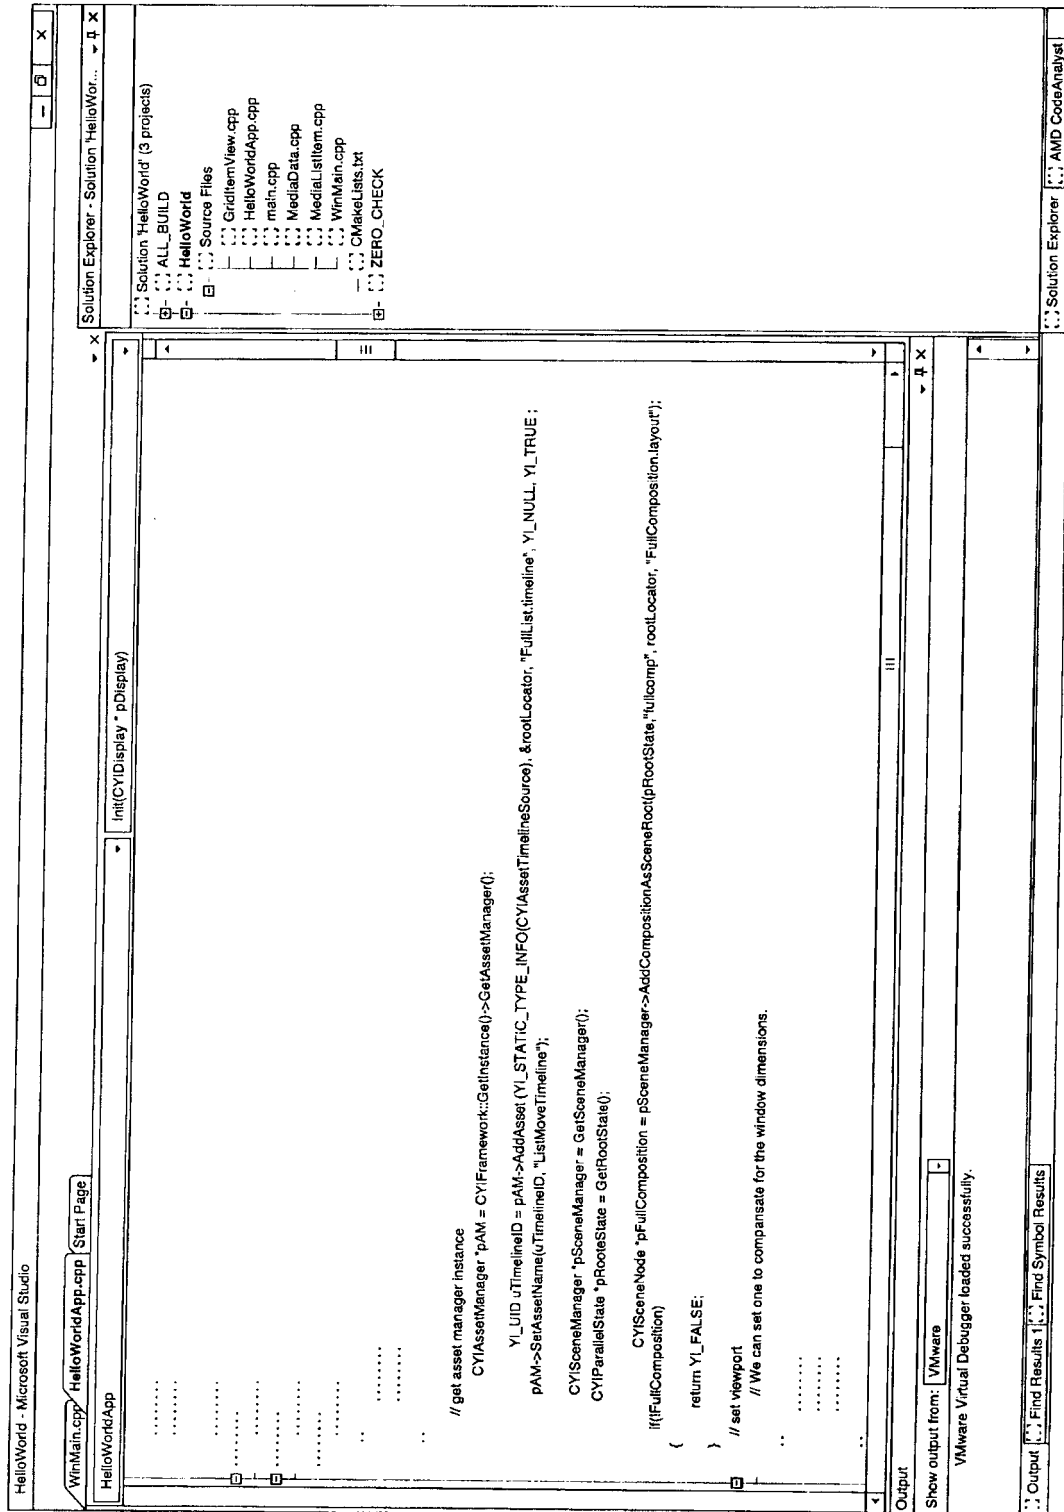 HelloWorld - Microsoft Visual Studio
WinMain.cpp HelloWorldApp.cpp Start Page
HelloWorldApp
Init(CYIDisplay * pDisplay)
// get asset manager instance
CYIAssetManager *pAM = CYIFramework::GetInstance()->GetAssetManager();
YI_UID uTimelineID = pAM->AddAsset (YI_STATIC_TYPE_INFO(CYIAssetTimelineSource), &rootLocator, "FullList.timeline", YI_NULL, YI_TRUE ;
pAM->SetAssetName(uTimelineID, "ListMoveTimeline");
CYISceneManager *pSceneManager = GetSceneManager();
CYIParallelState *pRooteState = GetRootState();
CYISceneNode *pFullComposition = pSceneManager->AddCompositionAsSceneRoot(pRootState,"fullcomp", rootLocator, "FullComposition.layout");
if(!FullComposition)
{
return YI_FALSE;
}
// set viewport
// We can set one to compansate for the window dimensions.
Output
Show output from: VMware
VMware Virtual Debugger loaded successfully.
Output Find Results 1 Find Symbol Results
Solution Explorer - Solution 'HelloWor...
Solution 'HelloWorld' (3 projects)
ALL_BUILD
HelloWorld
Source Files
GridItemView.cpp
HelloWorldApp.cpp
main.cpp
MediaData.cpp
MediaListItem.cpp
WinMain.cpp
CMakeLists.txt
ZERO_CHECK
Solution Explorer AMD CodeAnalyst